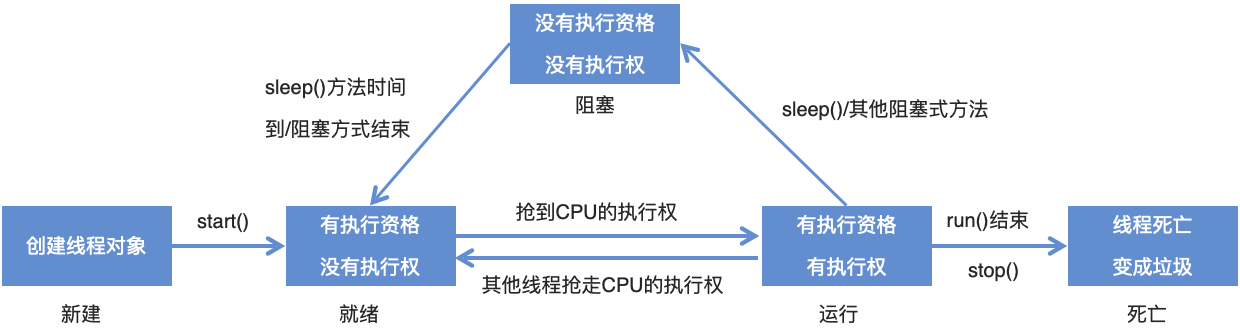 没有执行资格
没有执行权
阻塞
sleep()方法时间
到/阻塞方式结束
sleep()/其他阻塞式方法
创建线程对象
新建
start()
有执行资格
没有执行权
就绪
抢到CPU的执行权
其他线程抢走CPU的执行权
有执行资格
有执行权
运行
run()结束
stop()
线程死亡
变成垃圾
死亡